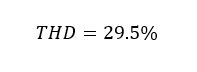 THD = 29.5%